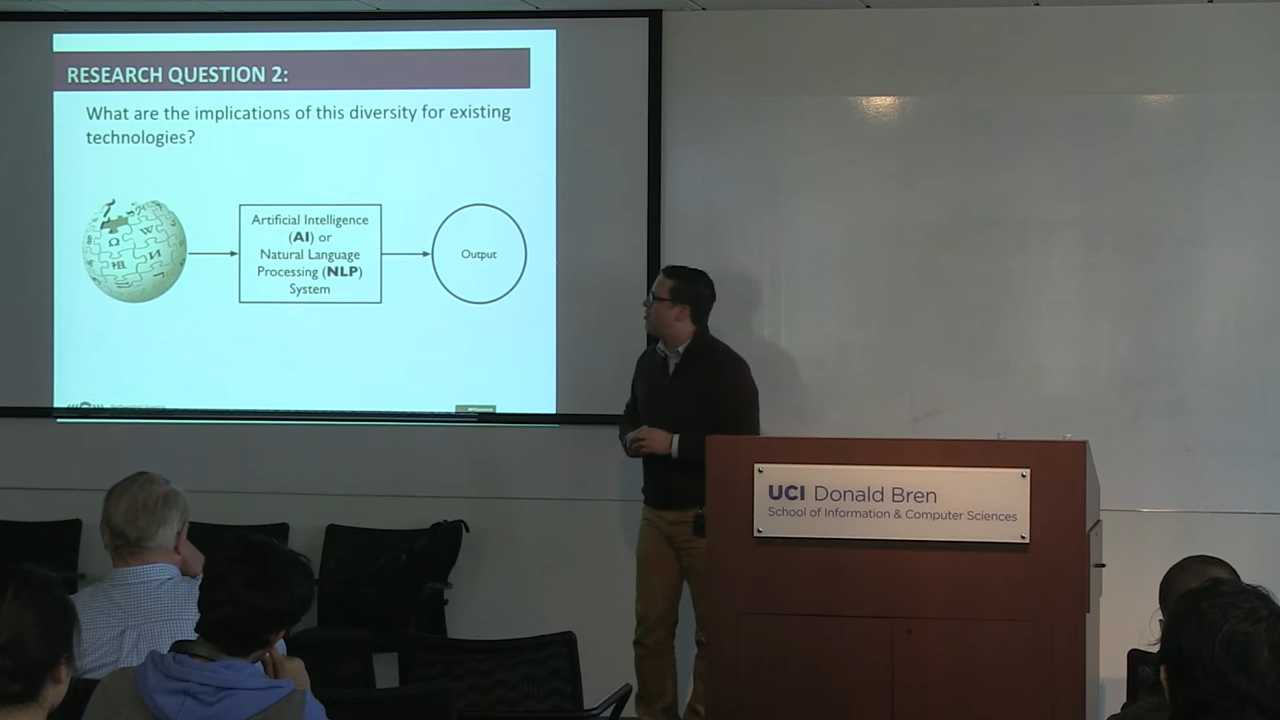 RESEARCH QUESTION 2:
What are the implications of this diversity for existing
technologies?
Artificial Intelligence
(AI) or
Natural Language
Processing (NLP)
System
Output
Ω W
И
UCI Donald Bren
School of Information & Computer Sciences